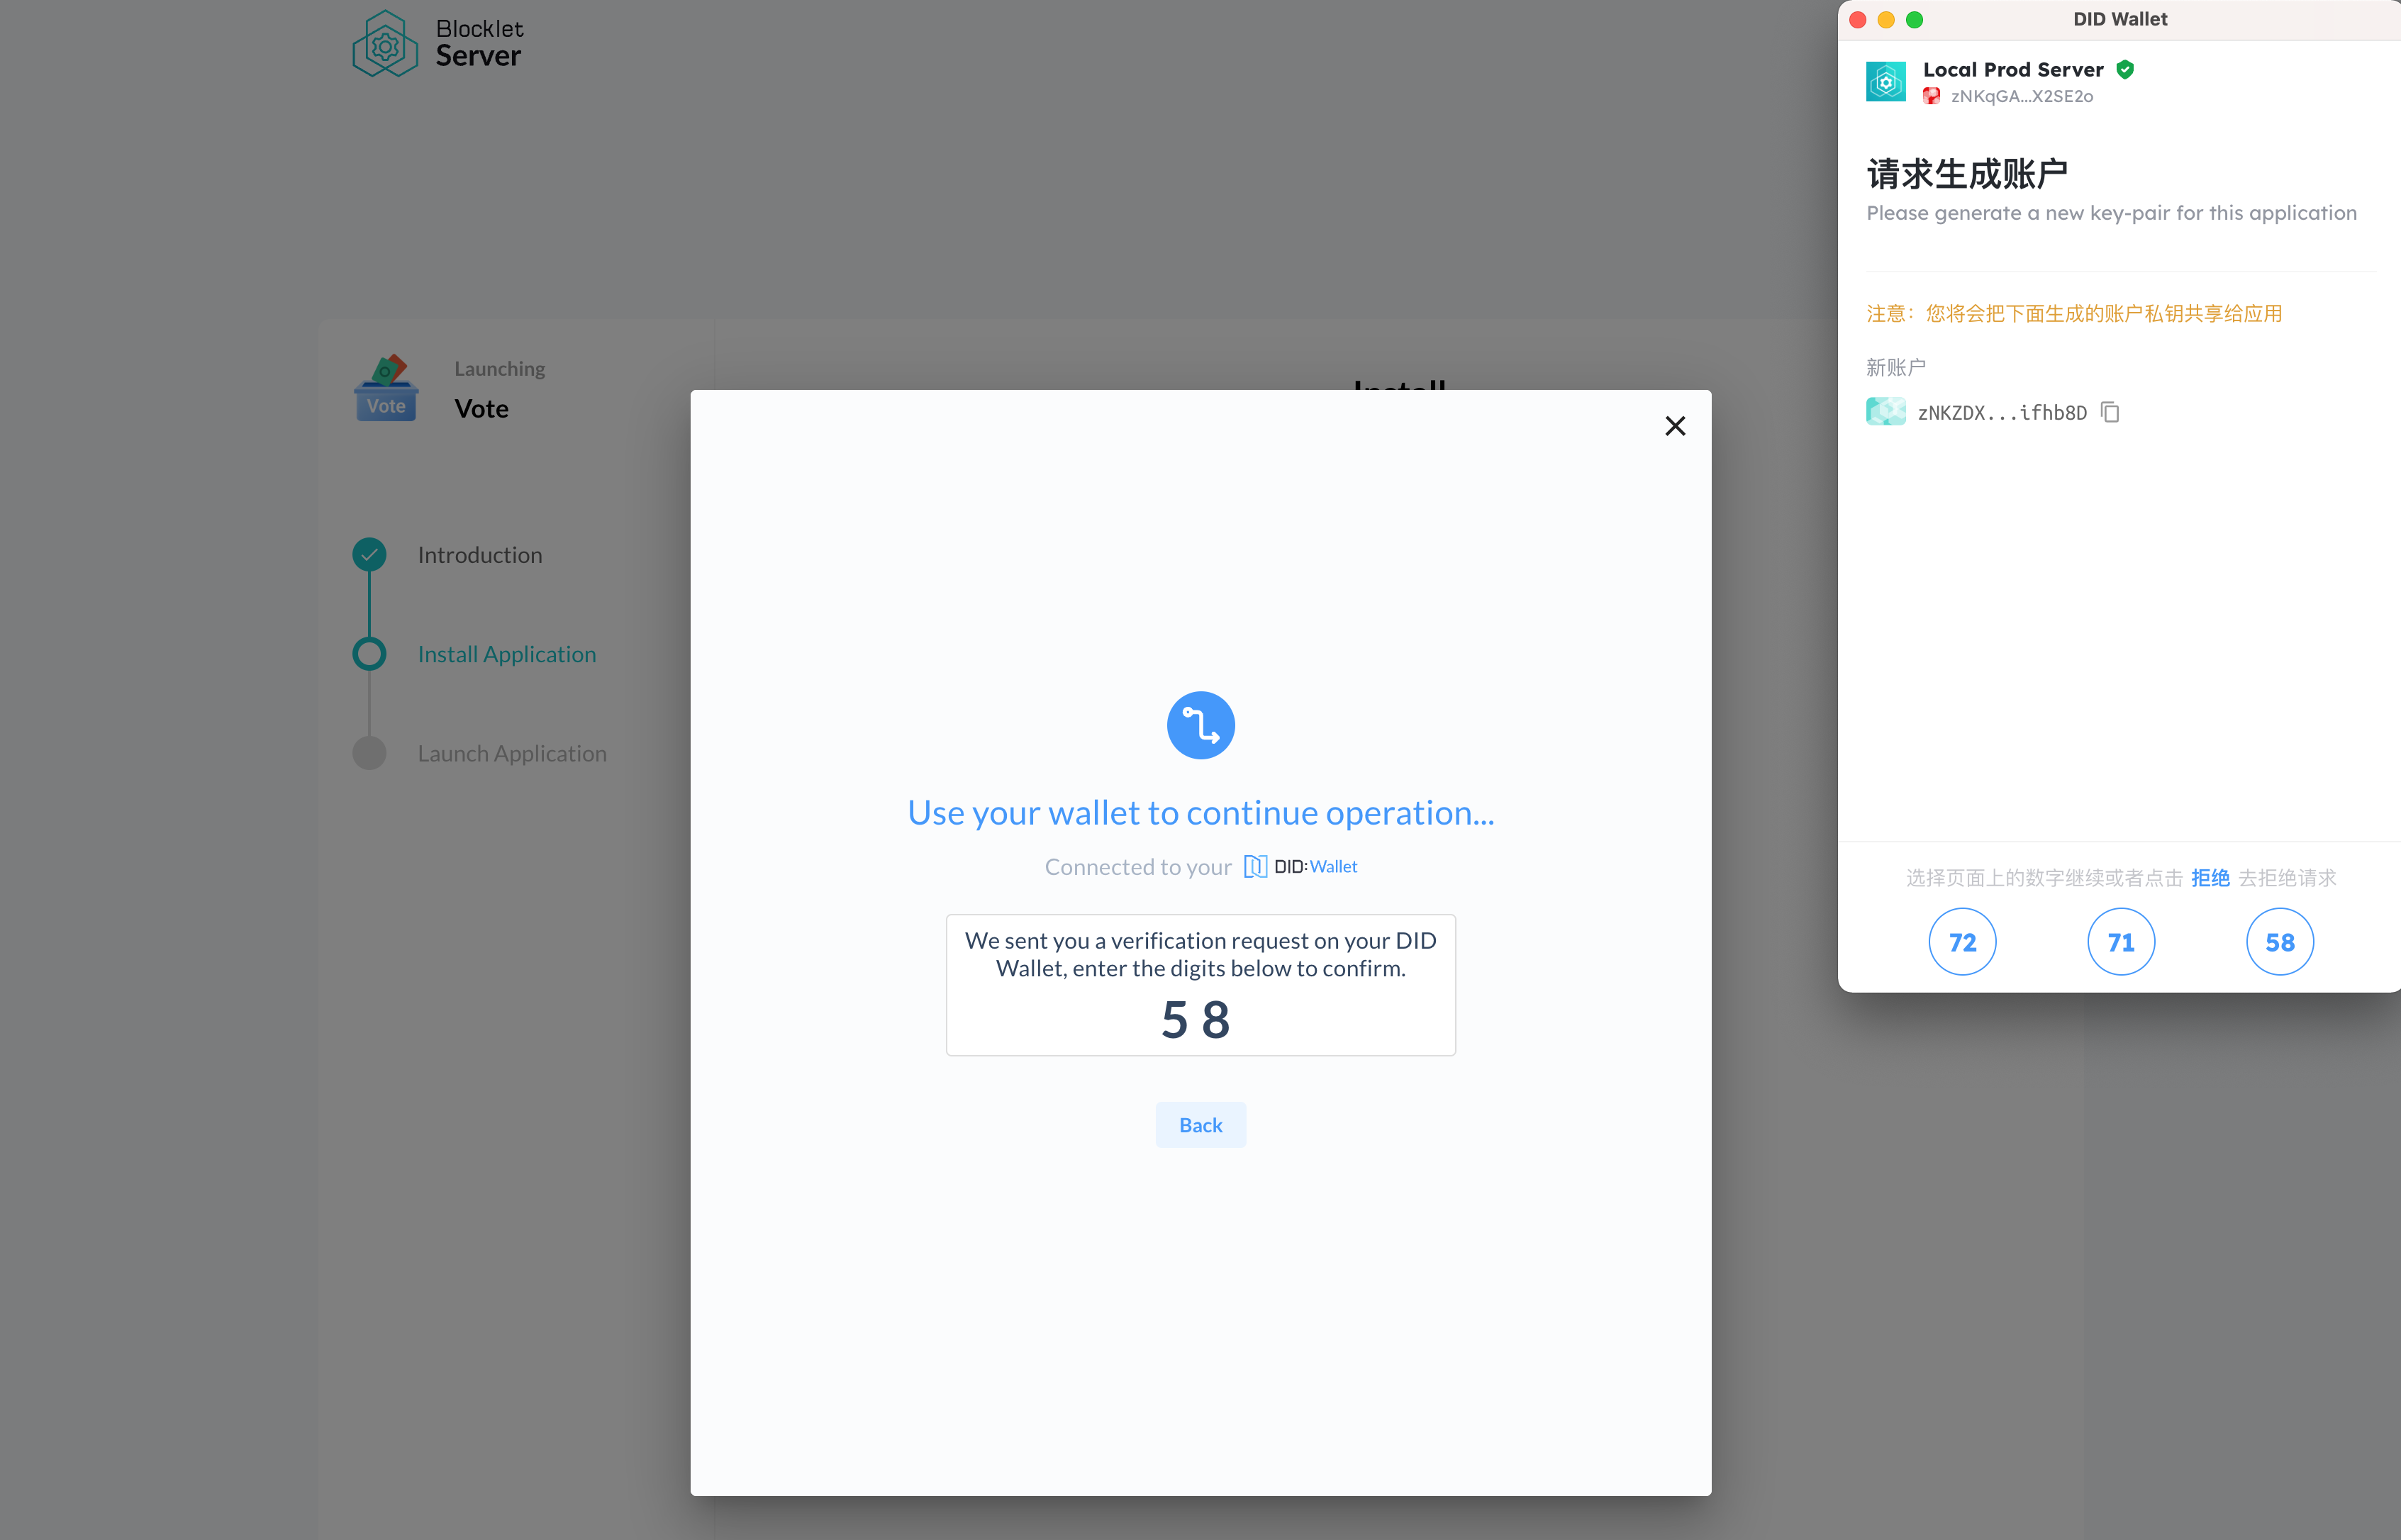 Blocklet
Server
Launching
Vote
Vote
Introduction
Install Application
Launch Application
Install
Use your wallet to continue operation...
Connected to your DID:Wallet
We sent you a verification request on your DID
Wallet, enter the digits below to confirm.
5 8
Back
DID Wallet
Local Prod Server
zNKqGA...X2SE2o
请求生成账户
Please generate a new key-pair for this application
注意：您将会把下面生成的账户私钥共享给应用
新账户
zNKZDX...ifhb8D
选择页面上的数字继续或者点击 拒绝 去拒绝请求
72 71 58